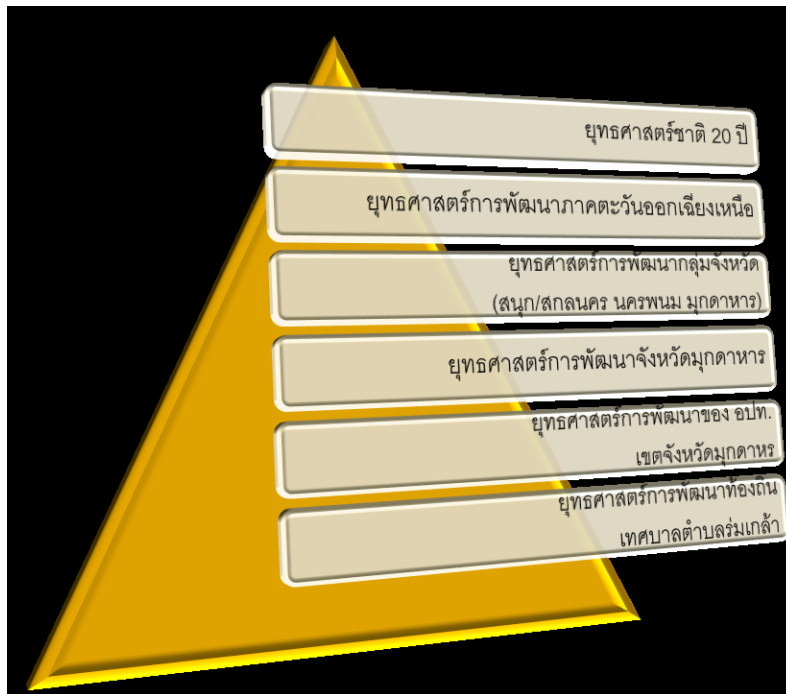 ยุทธศาสตร์ชาติ 20 ปี
ยุทธศาสตร์การพัฒนาภาคตะวันออกเฉียงเหนือ
ยุทธศาสตร์การพัฒนากลุ่มจังหวัด
(สนุก/สกลนคร นครพนม มุกดาหาร)
ยุทธศาสตร์การพัฒนาจังหวัดมุกดาหาร
ยุทธศาสตร์การพัฒนาของ อปท.
เขตจังหวัดมุกดาหร
ยุทธศาสตร์การพัฒนาท้องถิน
เทศบาลตำบลร่มเกล้า